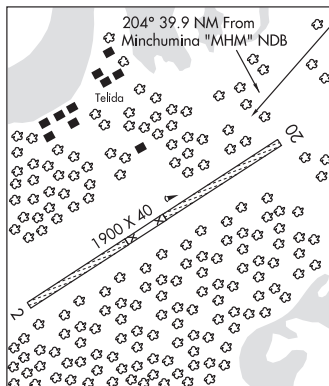 204° 39.9 NM From
Minchumina "MHM" NDB
Telida
20
1900 X 40
2